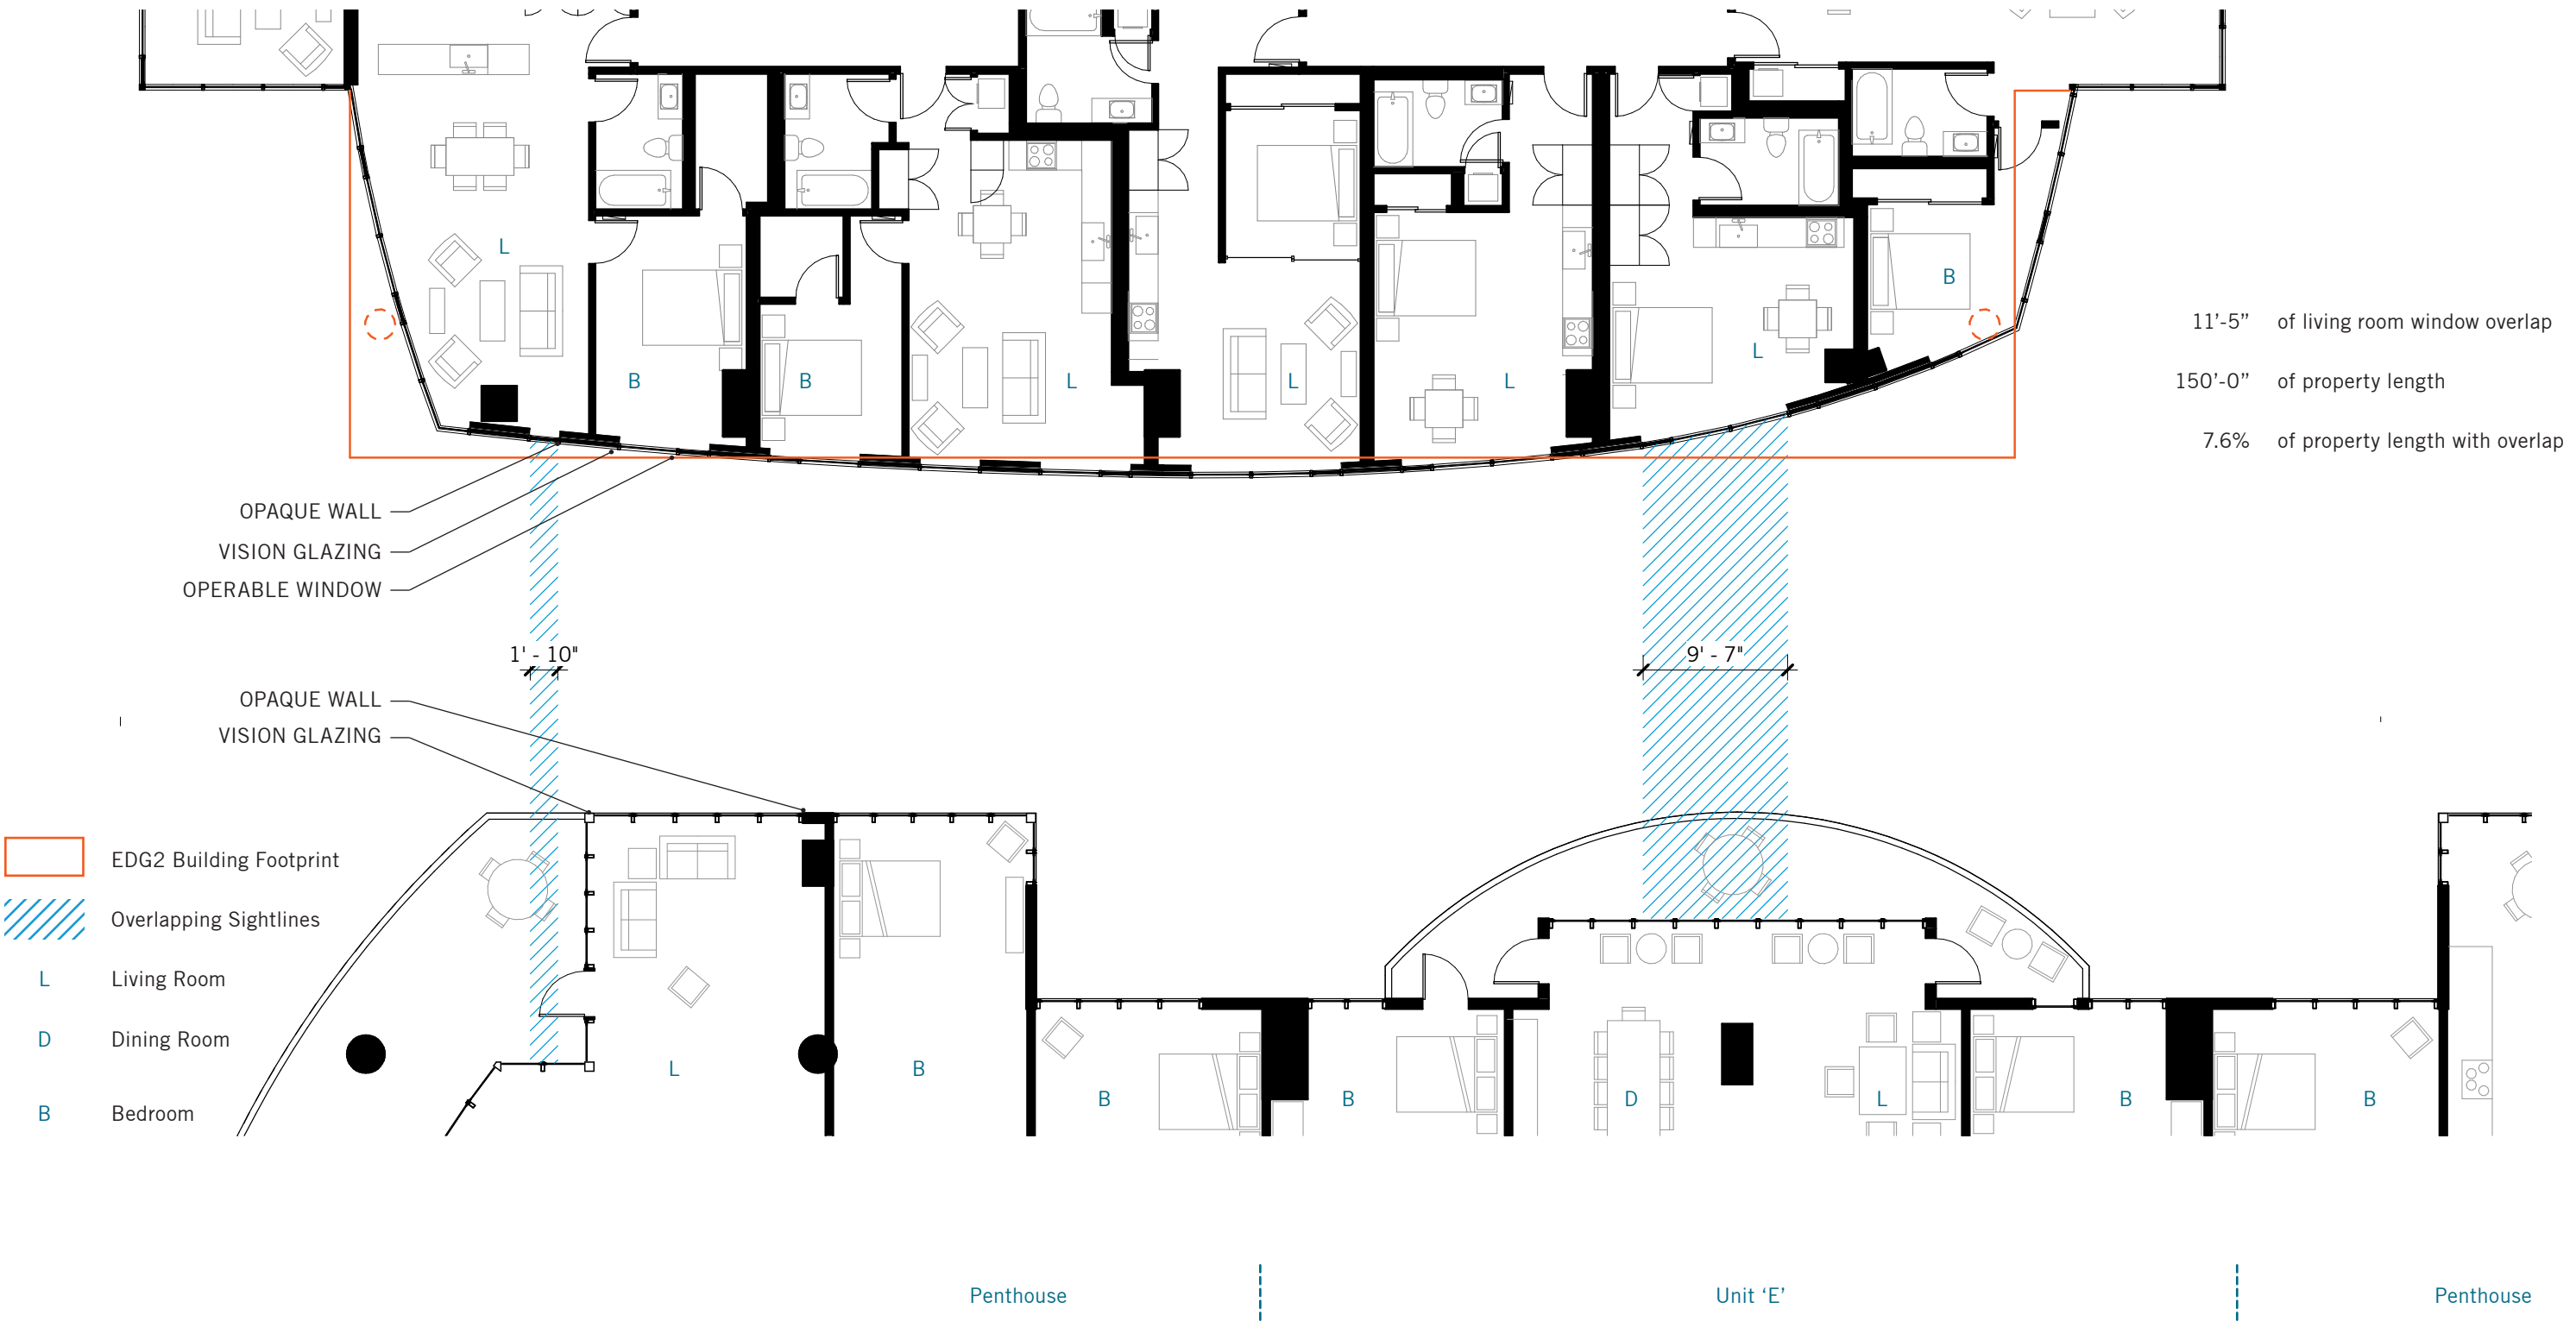 L
B
11’-5” of living room window overlap
L
B
B
L
L
L
150’-0” of property length
7.6% of property length with overlap
OPAQUE WALL
VISION GLAZING
OPERABLE WINDOW
1' - 10"
9' - 7"
OPAQUE WALL
VISION GLAZING
EDG2 Building Footprint
Overlapping Sightlines
L Living Room
D Dining Room
B Bedroom
L
B
B
B
D
L
B
B
Penthouse
Unit ‘E’
Penthouse